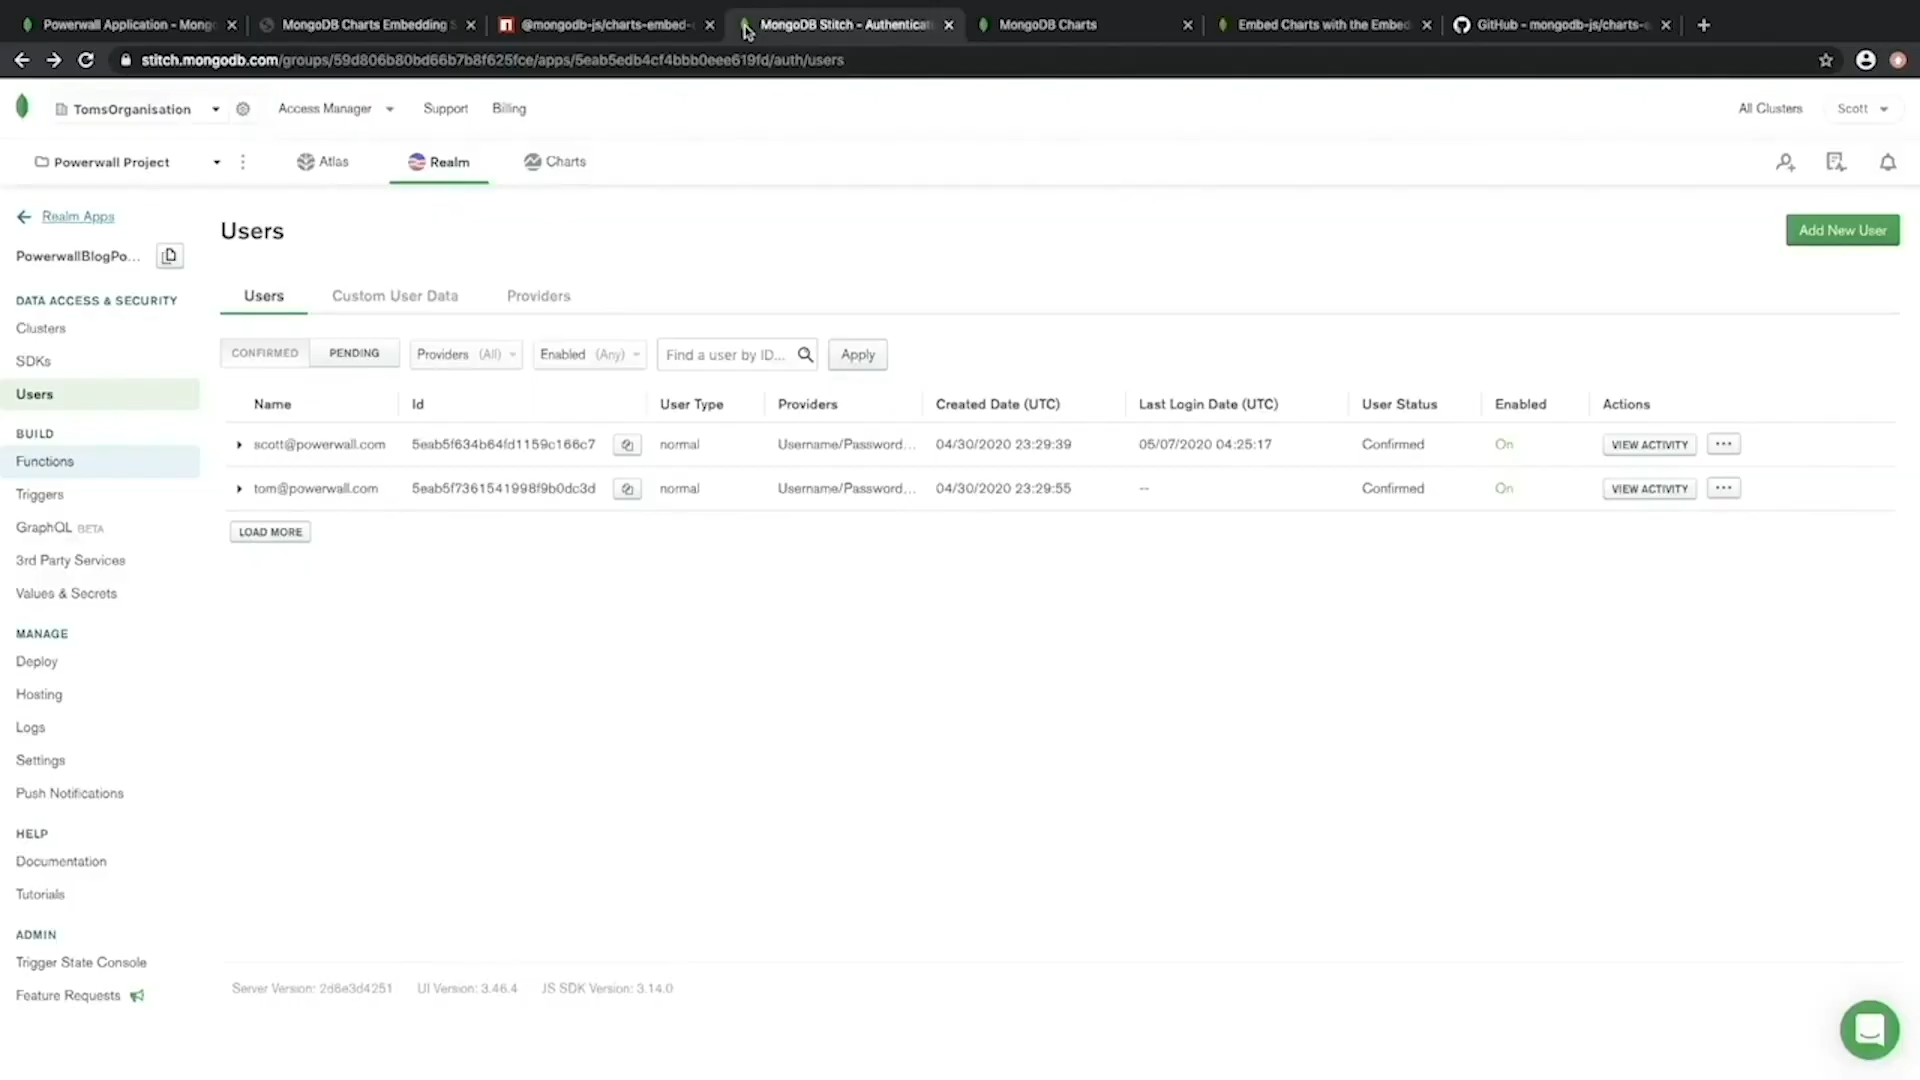 Powerwall Application - Mong
MongoDB Charts Embedding
@mongodb-js/charts-embed-
MongoDB Stitch - Authenticat
MongoDB Charts
Embed Charts with the Embed
GitHub - mongodb-js/charts-
stitch.mongodb.com/groups/59d806b80bd66b7b8f625fce/apps/5eab5edb4cf4bbb0eee619fd/auth/users
TomsOrganisation
Access Manager
Support
Billing
All Clusters
Scott
Powerwall Project
Atlas
Realm
Charts
Realm Apps
PowerwallBlogPo...
DATA ACCESS & SECURITY
Clusters
SDKs
Users
BUILD
Functions
Triggers
GraphQL BETA
3rd Party Services
Values & Secrets
MANAGE
Deploy
Hosting
Logs
Settings
Push Notifications
HELP
Documentation
Tutorials
ADMIN
Trigger State Console
Feature Requests
Users
Add New User
Users Custom User Data Providers
CONFIRMED PENDING Providers (All) Enabled (Any) Find a user by ID... Apply
Name Id User Type Providers Created Date (UTC) Last Login Date (UTC) User Status Enabled Actions
scott@powerwall.com 5eab5f634b64fd1159c166c7 normal Username/Password... 04/30/2020 23:29:39 05/07/2020 04:25:17 Confirmed On VIEW ACTIVITY ...
tom@powerwall.com 5eab5f7361541998f9b0dc3d normal Username/Password... 04/30/2020 23:29:55 -- Confirmed On VIEW ACTIVITY ...
LOAD MORE
Server Version: 2d6e3d4251 UI Version: 3.46.4 JS SDK Version: 3.14.0